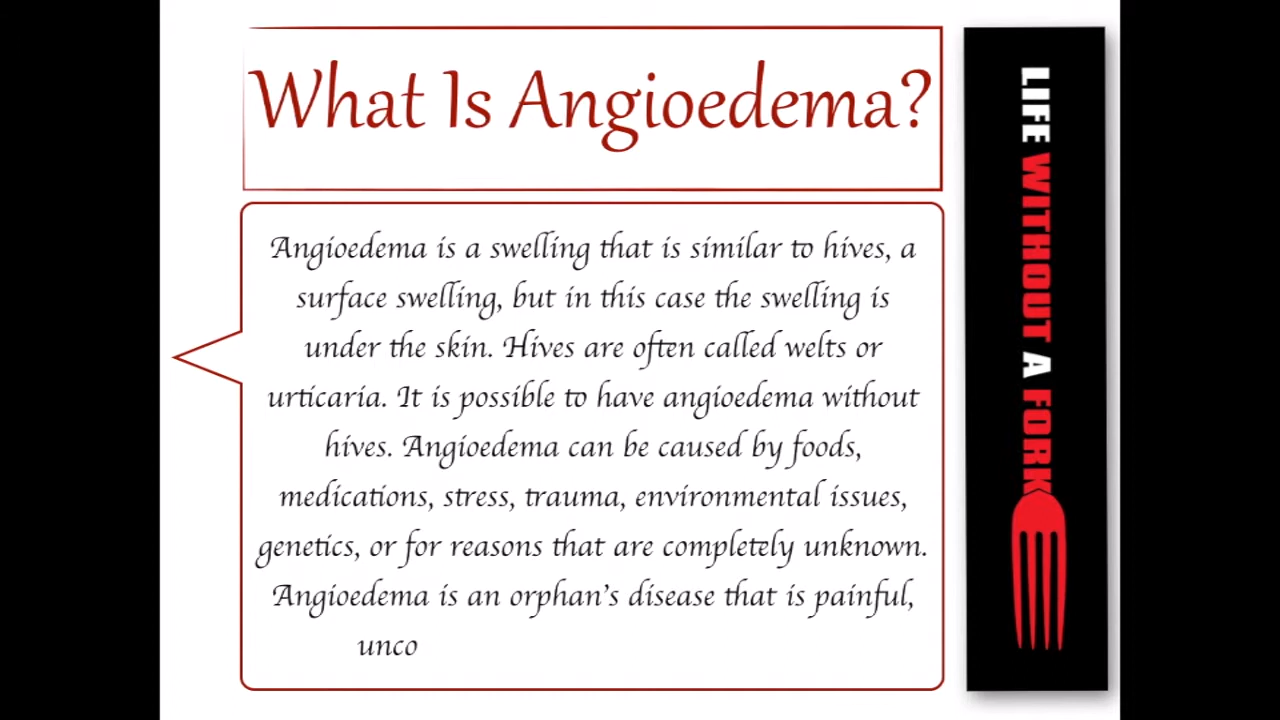 What Is Angioedema?
Angioedema is a swelling that is similar to hives, a
surface swelling, but in this case the swelling is
under the skin. Hives are often called welts or
urticaria. It is possible to have angioedema without
hives. Angioedema can be caused by foods,
medications, stress, trauma, environmental issues,
genetics, or for reasons that are completely unknown.
Angioedema is an orphan's disease that is painful,
unco
LIFE WITHOUT A FORK